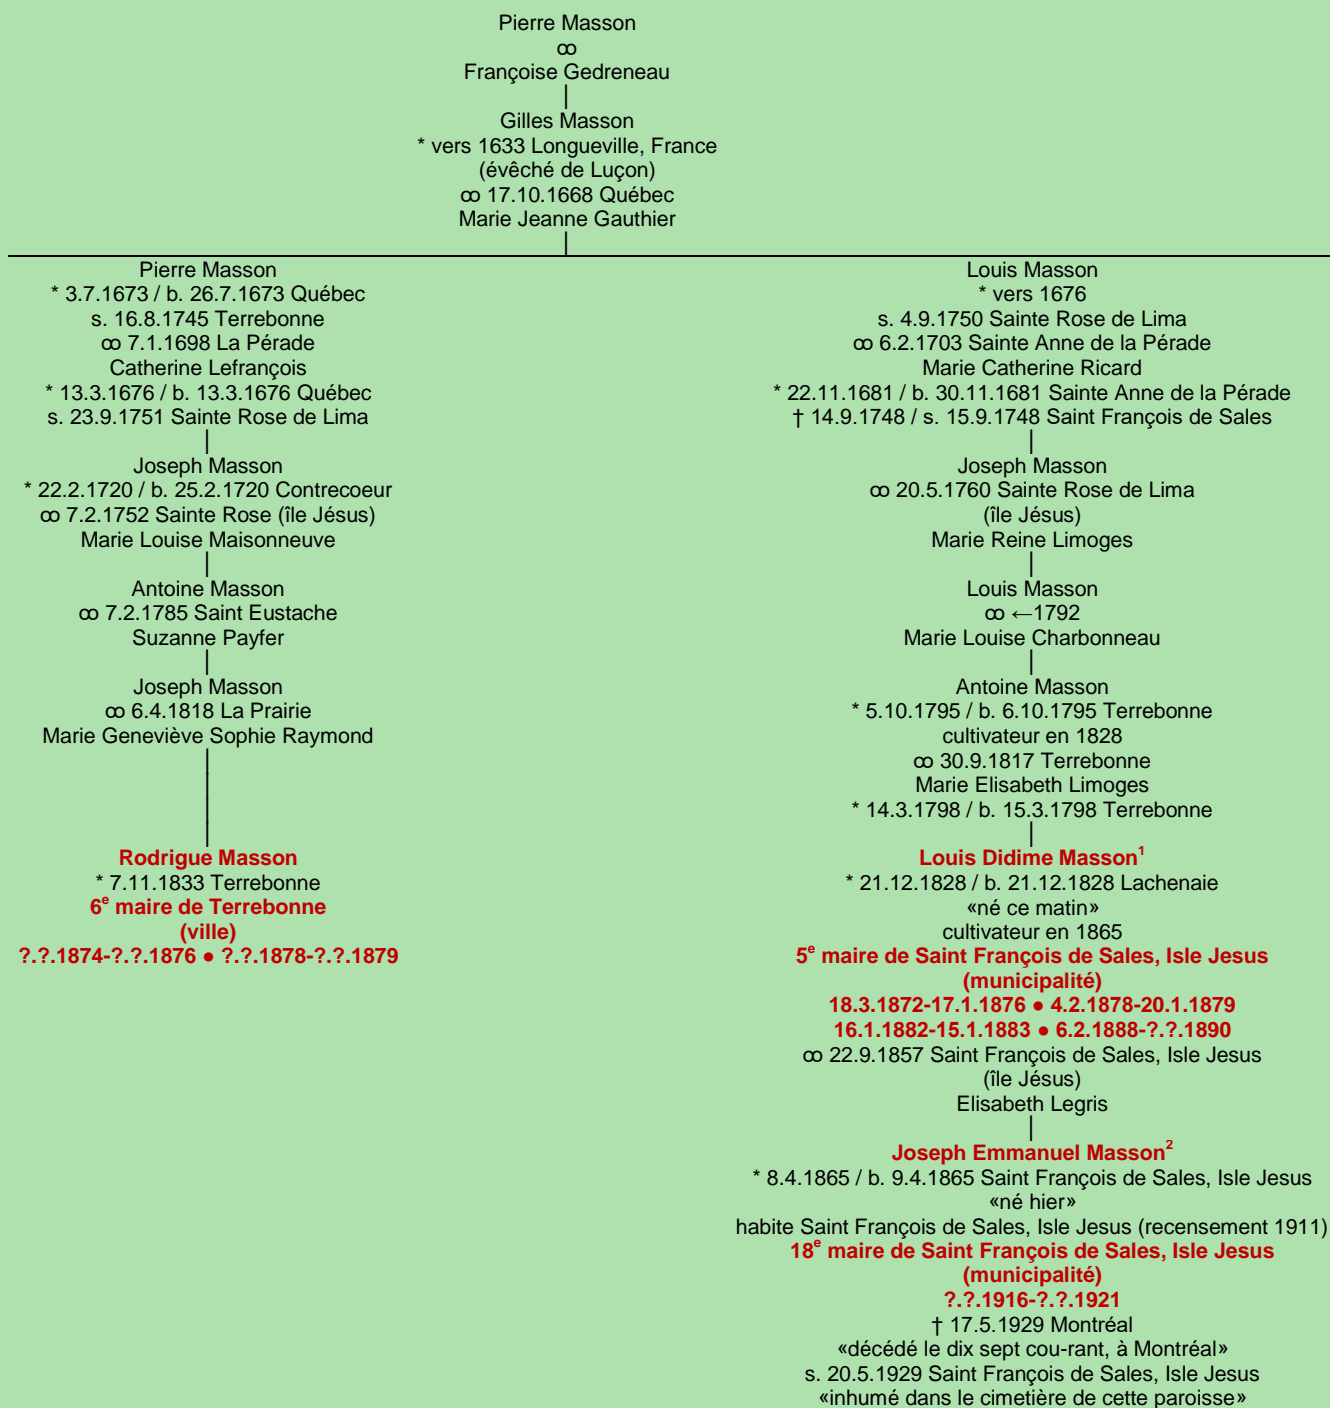 Pierre Masson
ꝏ
Françoise Gedreneau
Gilles Masson
* vers 1633 Longueville, France
(évêché de Luçon)
ꝏ 17.10.1668 Québec
Marie Jeanne Gauthier
Pierre Masson
* 3.7.1673 / b. 26.7.1673 Québec
s. 16.8.1745 Terrebonne
ꝏ 7.1.1698 La Pérade
Catherine Lefrançois
* 13.3.1676 / b. 13.3.1676 Québec
s. 23.9.1751 Sainte Rose de Lima
Joseph Masson
* 22.2.1720 / b. 25.2.1720 Contrecoeur
ꝏ 7.2.1752 Sainte Rose (île Jésus)
Marie Louise Maisonneuve
Antoine Masson
ꝏ 7.2.1785 Saint Eustache
Suzanne Payfer
Joseph Masson
ꝏ 6.4.1818 La Prairie
Marie Geneviève Sophie Raymond
Rodrigue Masson
* 7.11.1833 Terrebonne
6e maire de Terrebonne
(ville)
?.?.1874-?.?.1876 ● ?.?.1878-?.?.1879
Louis Masson
* vers 1676
s. 4.9.1750 Sainte Rose de Lima
ꝏ 6.2.1703 Sainte Anne de la Pérade
Marie Catherine Ricard
* 22.11.1681 / b. 30.11.1681 Sainte Anne de la Pérade
† 14.9.1748 / s. 15.9.1748 Saint François de Sales
Joseph Masson
ꝏ 20.5.1760 Sainte Rose de Lima
(île Jésus)
Marie Reine Limoges
Louis Masson
ꝏ ←1792
Marie Louise Charbonneau
Antoine Masson
* 5.10.1795 / b. 6.10.1795 Terrebonne
cultivateur en 1828
ꝏ 30.9.1817 Terrebonne
Marie Elisabeth Limoges
* 14.3.1798 / b. 15.3.1798 Terrebonne
Louis Didime Masson1
* 21.12.1828 / b. 21.12.1828 Lachenaie
«né ce matin»
cultivateur en 1865
5e maire de Saint François de Sales, Isle Jesus
(municipalité)
18.3.1872-17.1.1876 ● 4.2.1878-20.1.1879
16.1.1882-15.1.1883 ● 6.2.1888-?.?.1890
ꝏ 22.9.1857 Saint François de Sales, Isle Jesus
(île Jésus)
Elisabeth Legris
Joseph Emmanuel Masson2
* 8.4.1865 / b. 9.4.1865 Saint François de Sales, Isle Jesus
«né hier»
habite Saint François de Sales, Isle Jesus (recensement 1911)
18e maire de Saint François de Sales, Isle Jesus
(municipalité)
?.?.1916-?.?.1921
† 17.5.1929 Montréal
«décédé le dix sept cou-rant, à Montréal»
s. 20.5.1929 Saint François de Sales, Isle Jesus
«inhumé dans le cimetière de cette paroisse»